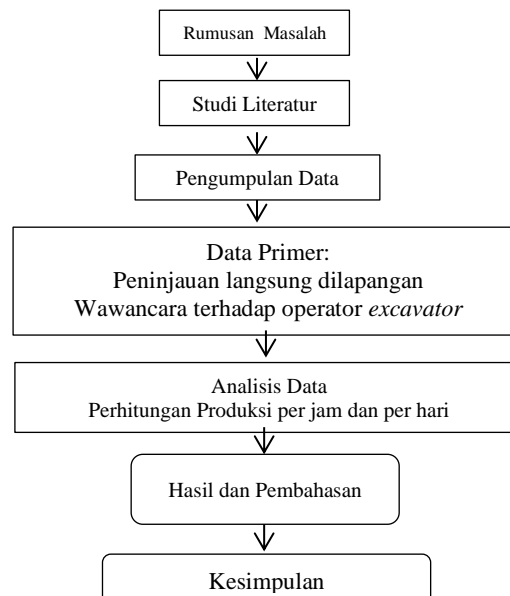 Rumusan Masalah
Studi Literatur
Pengumpulan Data
Data Primer:
Peninjauan langsung dilapangan
Wawancara terhadap operator excavator
Analisis Data
Perhitungan Produksi per jam dan per hari
Hasil dan Pembahasan
Kesimpulan